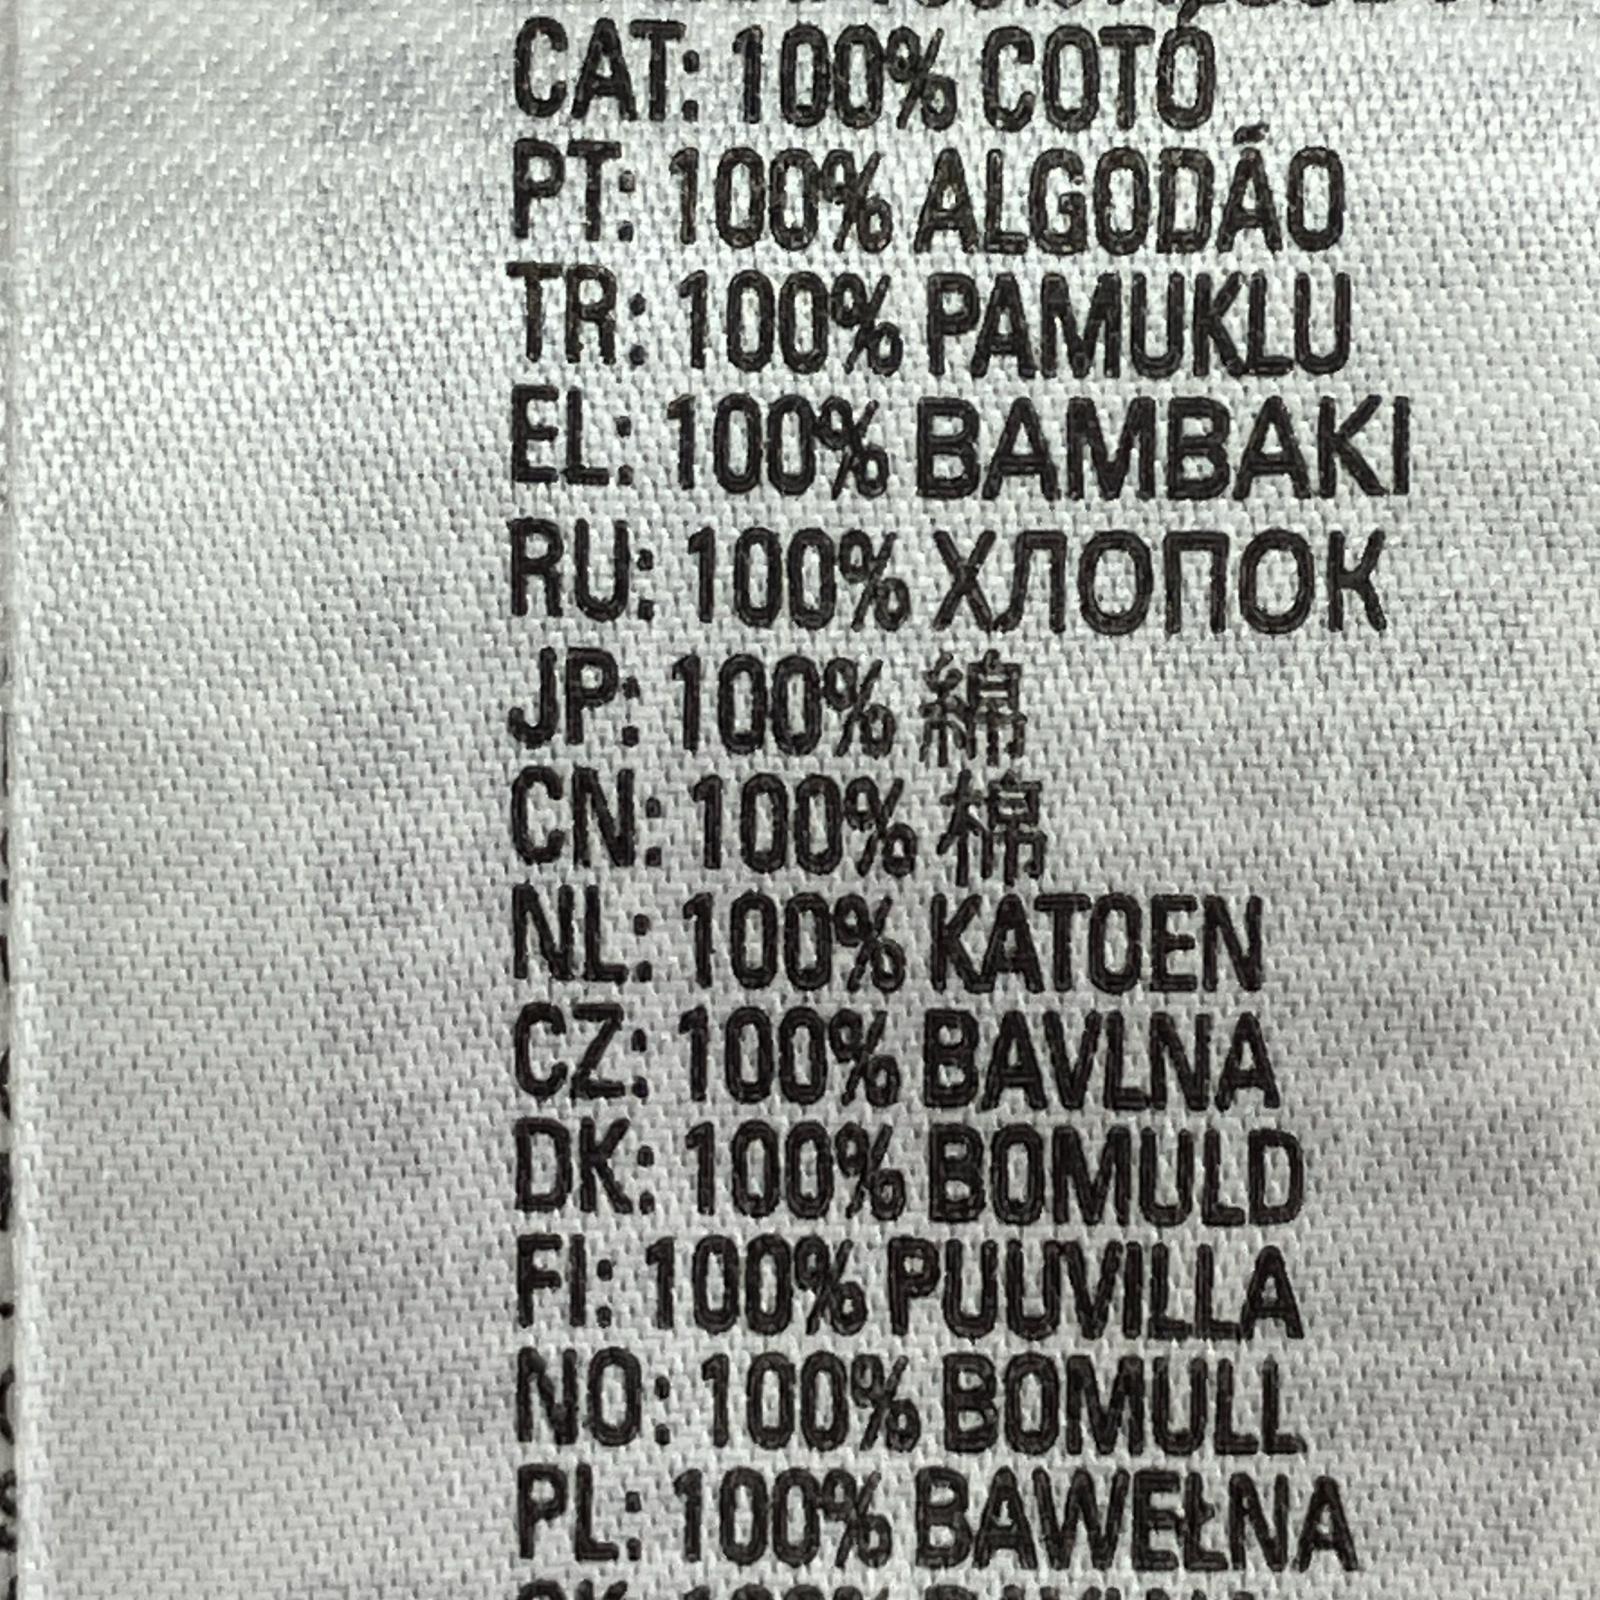 CAT: 100% COTÓ
PT: 100% ALGODÃO
TR: 100% PAMUKLU
EL: 100% BAMBAKI
RU: 100% ХЛОПОК
JP: 100% 綿
CN: 100% 棉
NL: 100% KATOEN
CZ: 100% BAVLNA
DK: 100% BOMULD
FI: 100% PUUVILLA
NO: 100% BOMULL
PL: 100% BAWEŁNA